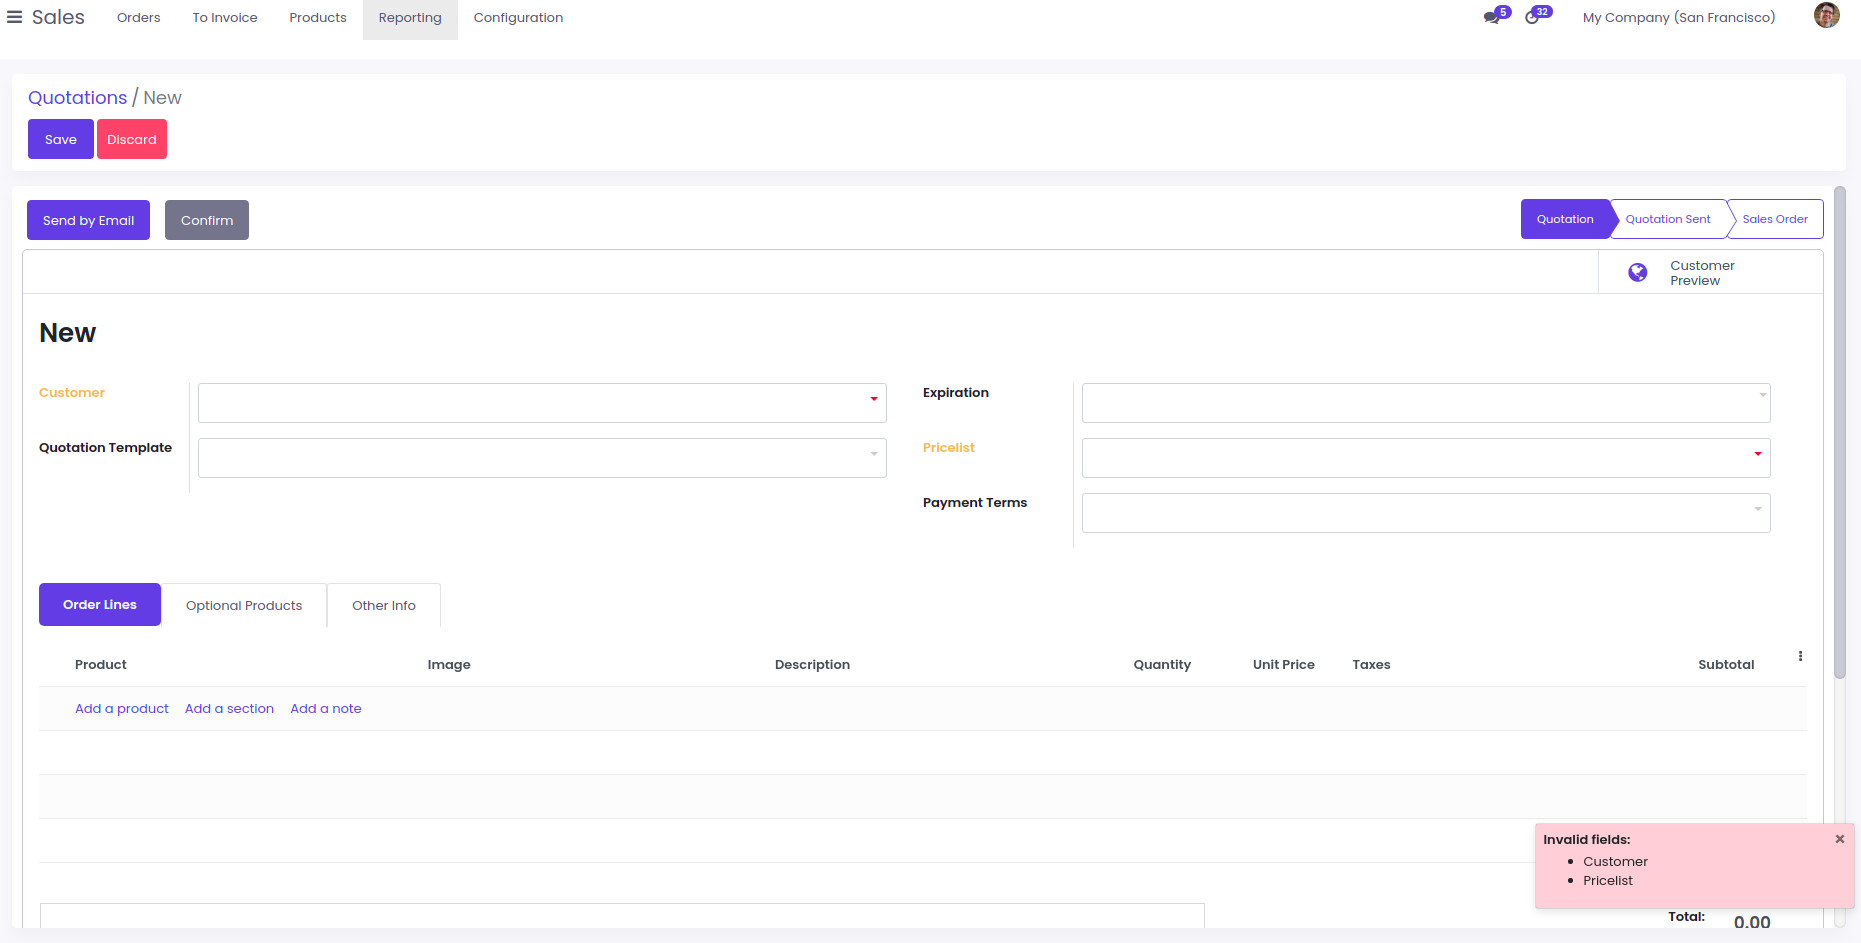 Sales Orders To Invoice Products Reporting Configuration 5 32 My Company (San Francisco)
Quotations / New
Save Discard
Send by Email Confirm Quotation Quotation Sent Sales Order
Customer
Preview
New
Customer Expiration
Quotation Template Pricelist
Payment Terms
Order Lines Optional Products Other Info
Product Image Description Quantity Unit Price Taxes Subtotal
Add a product Add a section Add a note
Invalid fields:
Customer
Pricelist
Total: 0.00